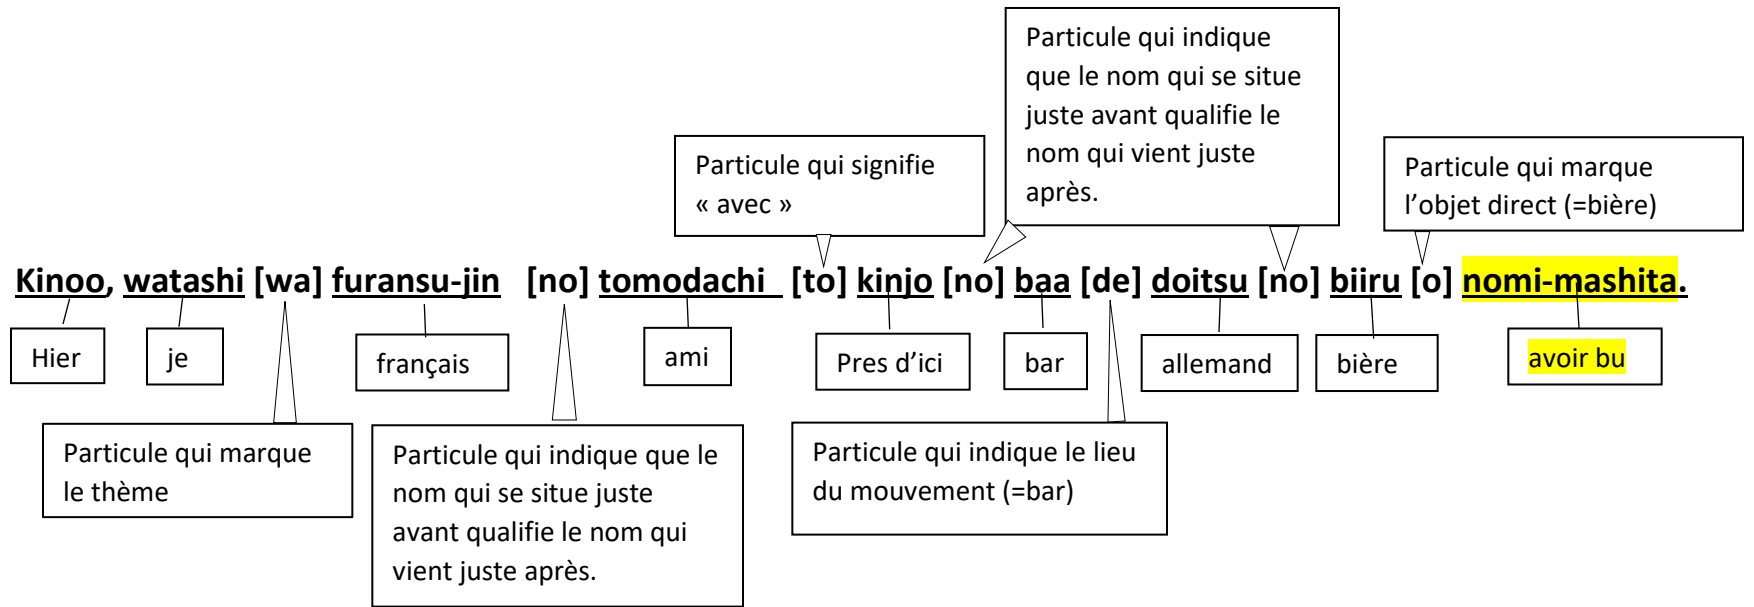 Particule qui indique
que le nom qui se situe
juste avant qualifie le
nom qui vient juste
après.
Particule qui signifie
« avec »
Particule qui marque
l'objet direct (=bière)
Kinoo, watashi [wa] furansu-jin [no] tomodachi [to] kinjo [no] baa [de] doitsu [no] biiru [o] nomi-mashita.
Hier
je
français
ami
Pres d'ici
bar
allemand
bière
avoir bu
Particule qui marque
le thème
Particule qui indique que le
nom qui se situe juste
avant qualifie le nom qui
vient juste après.
Particule qui indique le lieu
du mouvement (=bar)